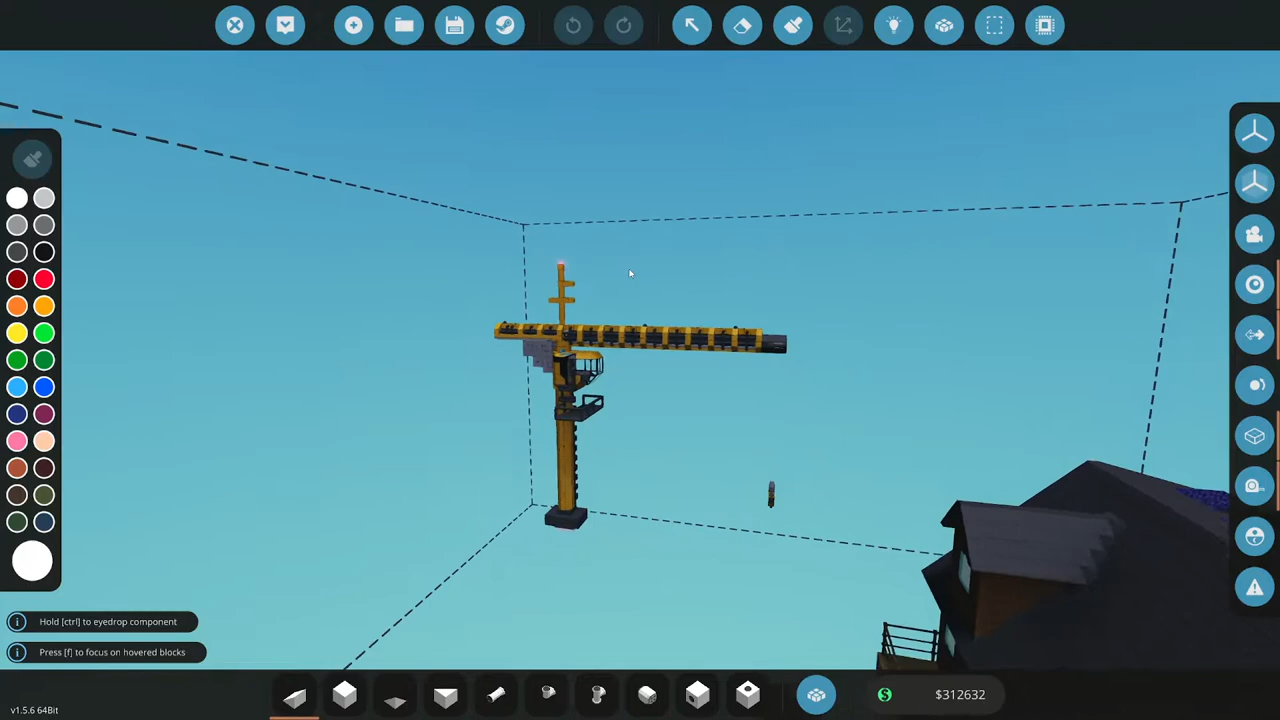 Hold [ctrl] to eyedrop component
Press [f] to focus on hovered blocks
v1.5.6 64Bit
$312632